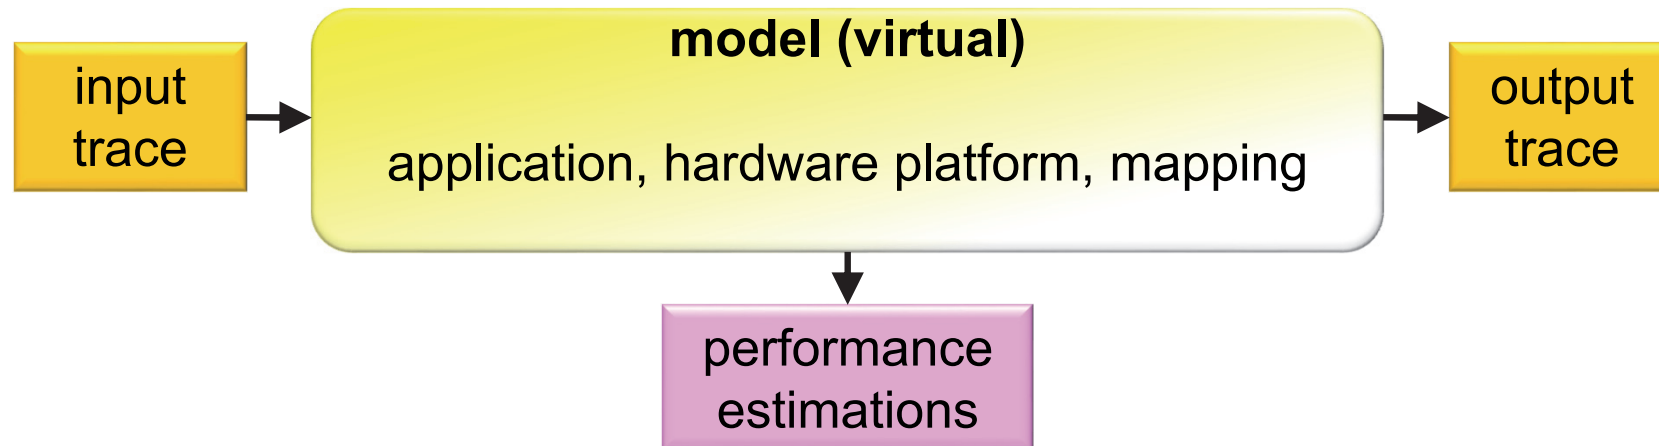 input
trace
model (virtual)
application, hardware platform, mapping
output
trace
performance
estimations